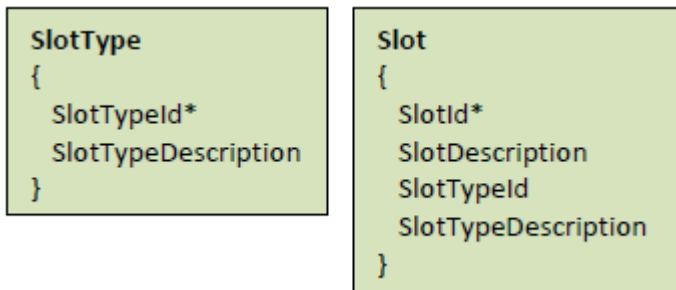 SlotType
{
SlotTypeId*
SlotTypeDescription
}
Slot
{
SlotId*
SlotDescription
SlotTypeId
SlotTypeDescription
}